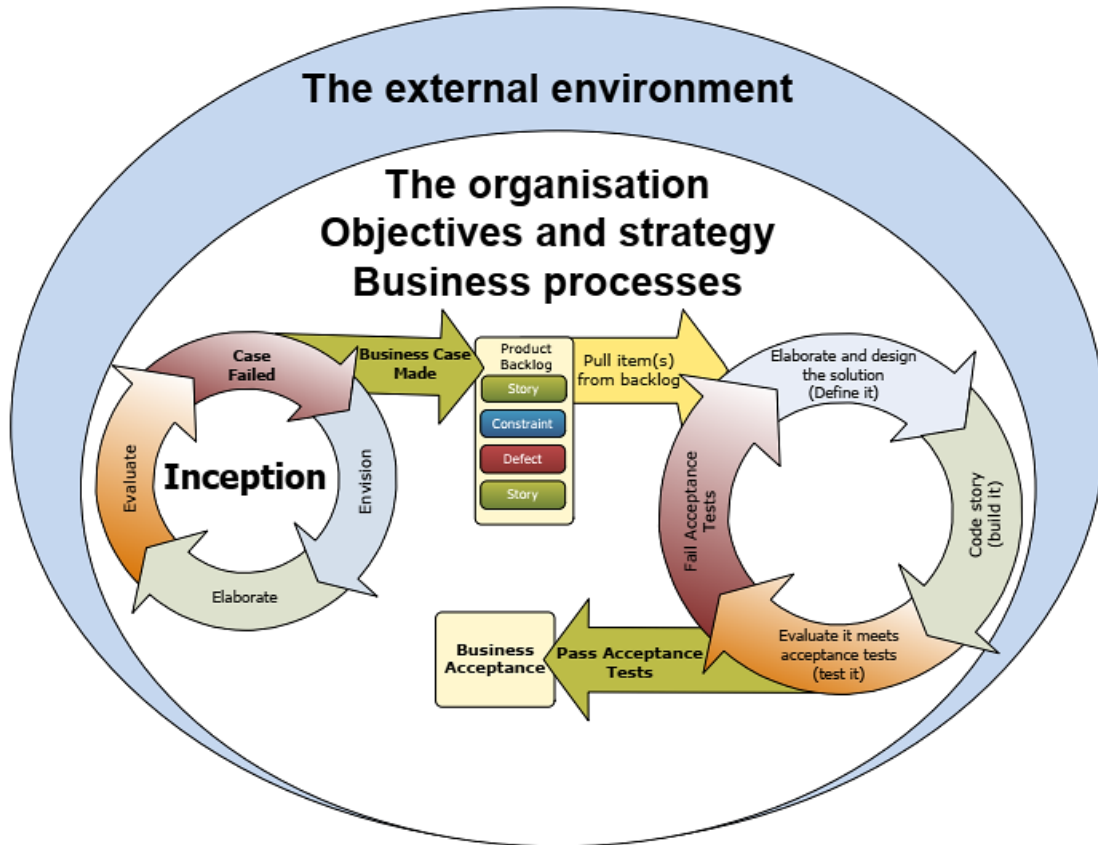 The external environment
The organisation
Objectives and strategy
Business processes
Case
Failed
Envision
Elaborate
Evaluate
Inception
Business Case
Made
Product
Backlog
Story
Constraint
Defect
Story
Pull item(s)
from backlog
Elaborate and design
the solution
(Define it)
Code story
(build it)
Evaluate it meets
acceptance tests
(test it)
Fail Acceptance
Tests
Pass Acceptance
Tests
Business
Acceptance